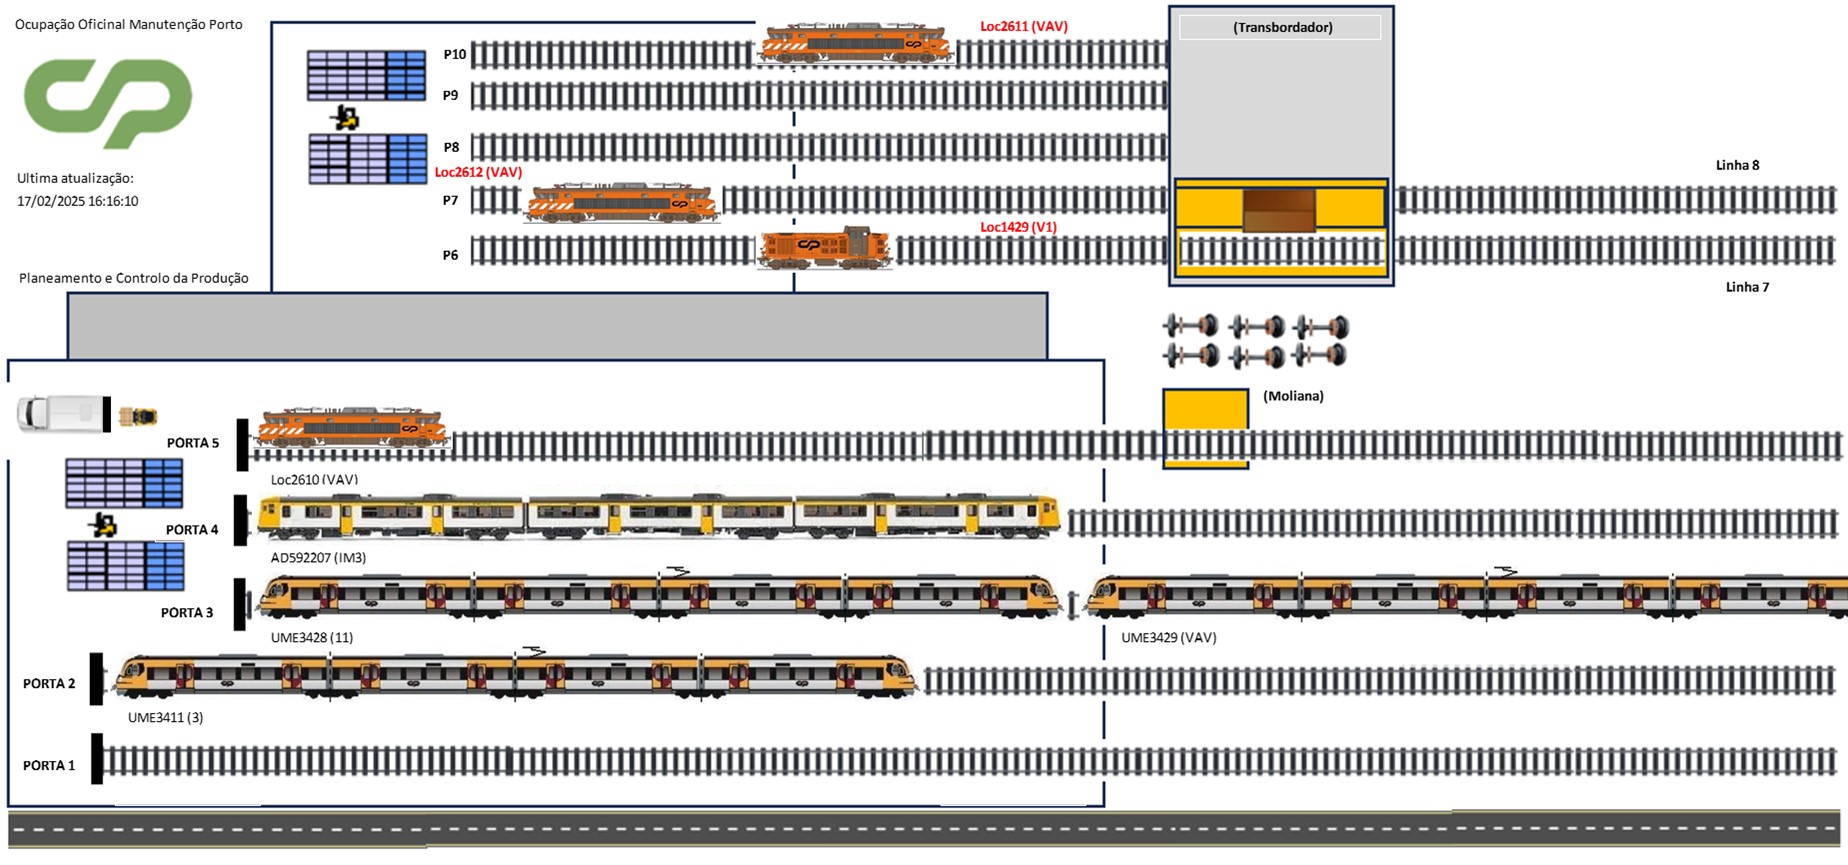 Ocupação Oficinal Manutenção Porto
Ultima atualização:
17/02/2025 16:16:10
Planeamento e Controlo da Produção
P10
Loc2611 (VAV)
(Transbordador)
P9
P8
Loc2612 (VAV)
P7
Linha 8
Loc1429 (V1)
P6
Linha 7
(Moliana)
PORTA 5
Loc2610 (VAV)
PORTA 4
AD592207 (IM3)
PORTA 3
UME3428 (11)
UME3429 (VAV)
PORTA 2
UME3411 (3)
PORTA 1